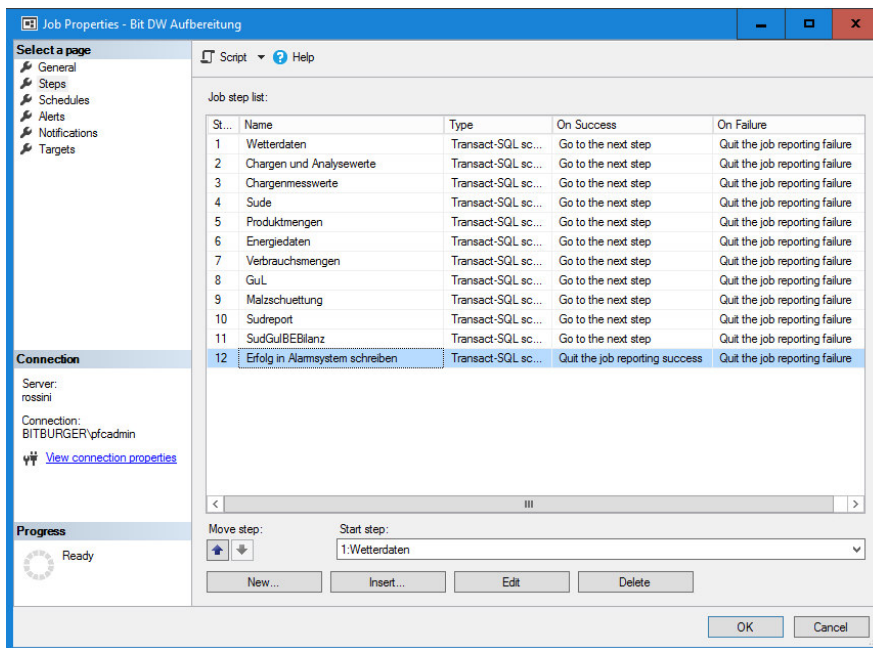 Job Properties - Bit DW Aufbereitung
Select a page
General
Steps
Schedules
Alerts
Notifications
Targets
Script Help
Job step list:
St... Name Type On Success On Failure
1 Wetterdaten Transact-SQL sc... Go to the next step Quit the job reporting failure
2 Chargen und Analysewerte Transact-SQL sc... Go to the next step Quit the job reporting failure
3 Chargenmesswerte Transact-SQL sc... Go to the next step Quit the job reporting failure
4 Sude Transact-SQL sc... Go to the next step Quit the job reporting failure
5 Produktmengen Transact-SQL sc... Go to the next step Quit the job reporting failure
6 Energiedaten Transact-SQL sc... Go to the next step Quit the job reporting failure
7 Verbrauchsmengen Transact-SQL sc... Go to the next step Quit the job reporting failure
8 GuL Transact-SQL sc... Go to the next step Quit the job reporting failure
9 Malzschuettung Transact-SQL sc... Go to the next step Quit the job reporting failure
10 Sudreport Transact-SQL sc... Go to the next step Quit the job reporting failure
11 SudGulBEBilanz Transact-SQL sc... Go to the next step Quit the job reporting failure
12 Erfolg in Alarmsystem schreiben Transact-SQL sc... Quit the job reporting success Quit the job reporting failure
Connection
Server:
rossini
Connection:
BITBURGER\pfcadmin
View connection properties
Progress
Ready
Move step: Start step:
1:Wetterdaten
New... Insert... Edit Delete
OK Cancel